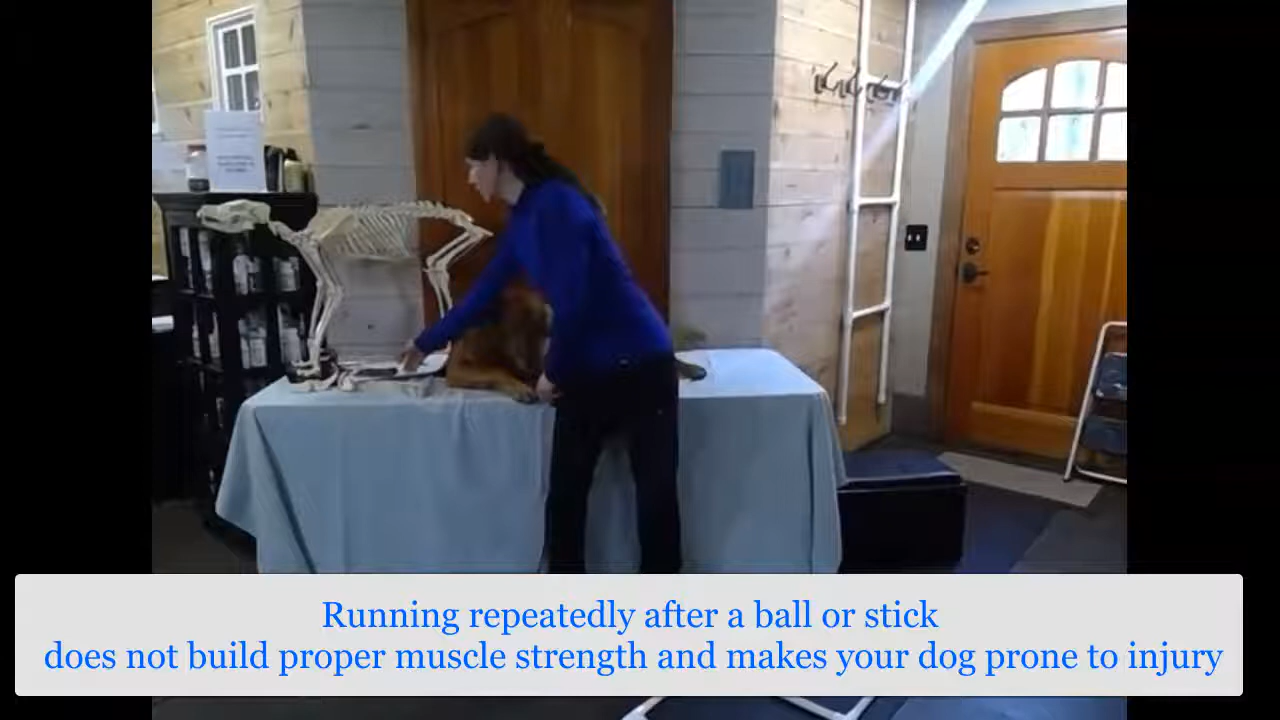 Running repeatedly after a ball or stick
does not build proper muscle strength and makes your dog prone to injury